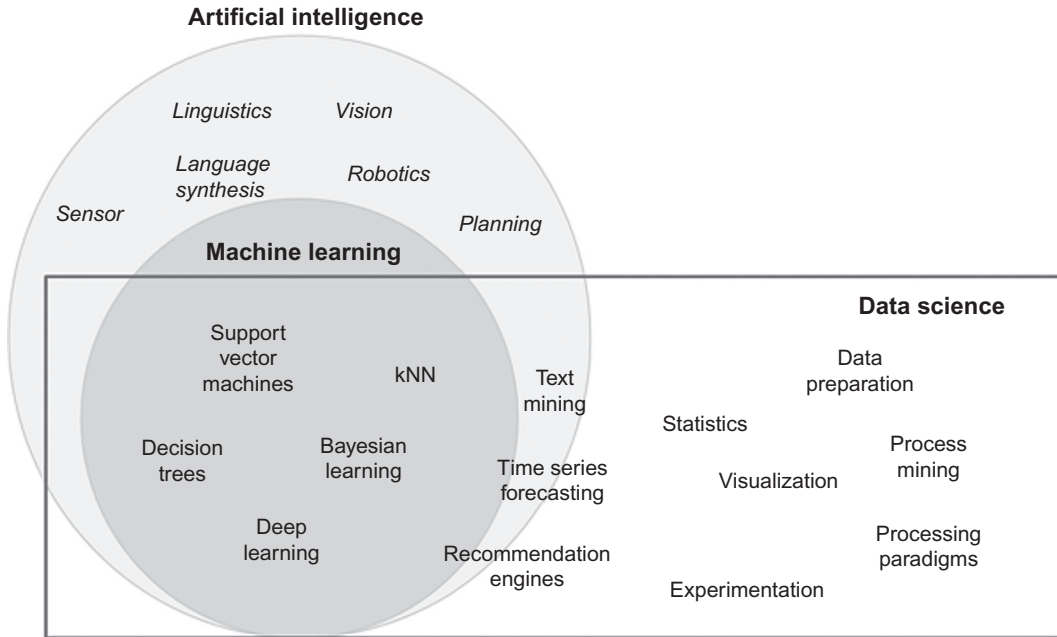 Artificial intelligence
Linguistics
Vision
Language
synthesis
Robotics
Sensor
Planning
Machine learning
Data science
Support
vector
machines
kNN
Text
mining
Data
preparation
Statistics
Decision
trees
Bayesian
learning
Process
mining
Time series
forecasting
Visualization
Deep
learning
Recommendation
engines
Processing
paradigms
Experimentation